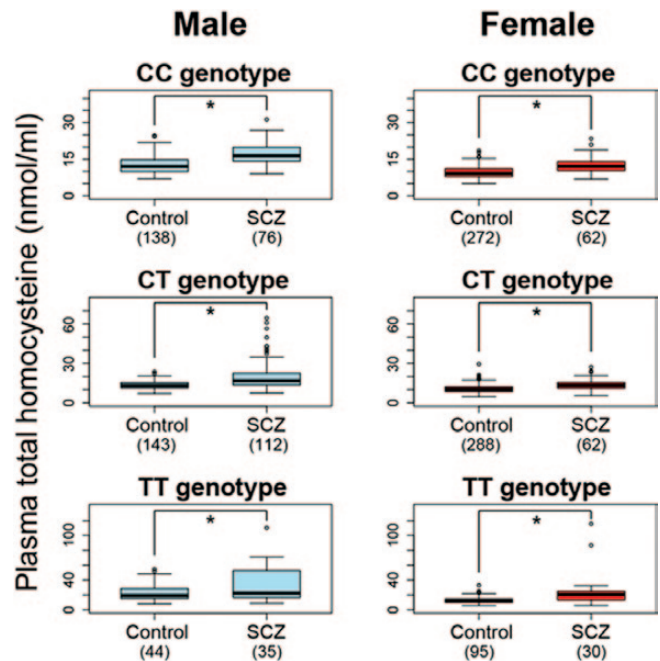 Male Female
CC genotype CC genotype
Plasma total homocysteine (nmol/ml)
30 30
* *
15 15
0 0
Control SCZ Control SCZ
(138) (76) (272) (62)
CT genotype CT genotype
60 60
* *
30 30
0 0
Control SCZ Control SCZ
(143) (112) (288) (62)
TT genotype TT genotype
* *
100 100
40 40
0 0
Control SCZ Control SCZ
(44) (35) (95) (30)